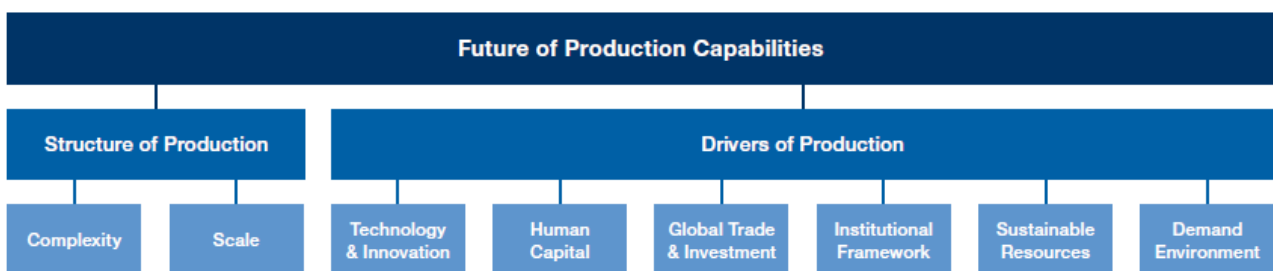 Future of Production Capabilities
Structure of Production
Drivers of Production
Complexity
Scale
Technology
& Innovation
Human
Capital
Global Trade
& Investment
Institutional
Framework
Sustainable
Resources
Demand
Environment